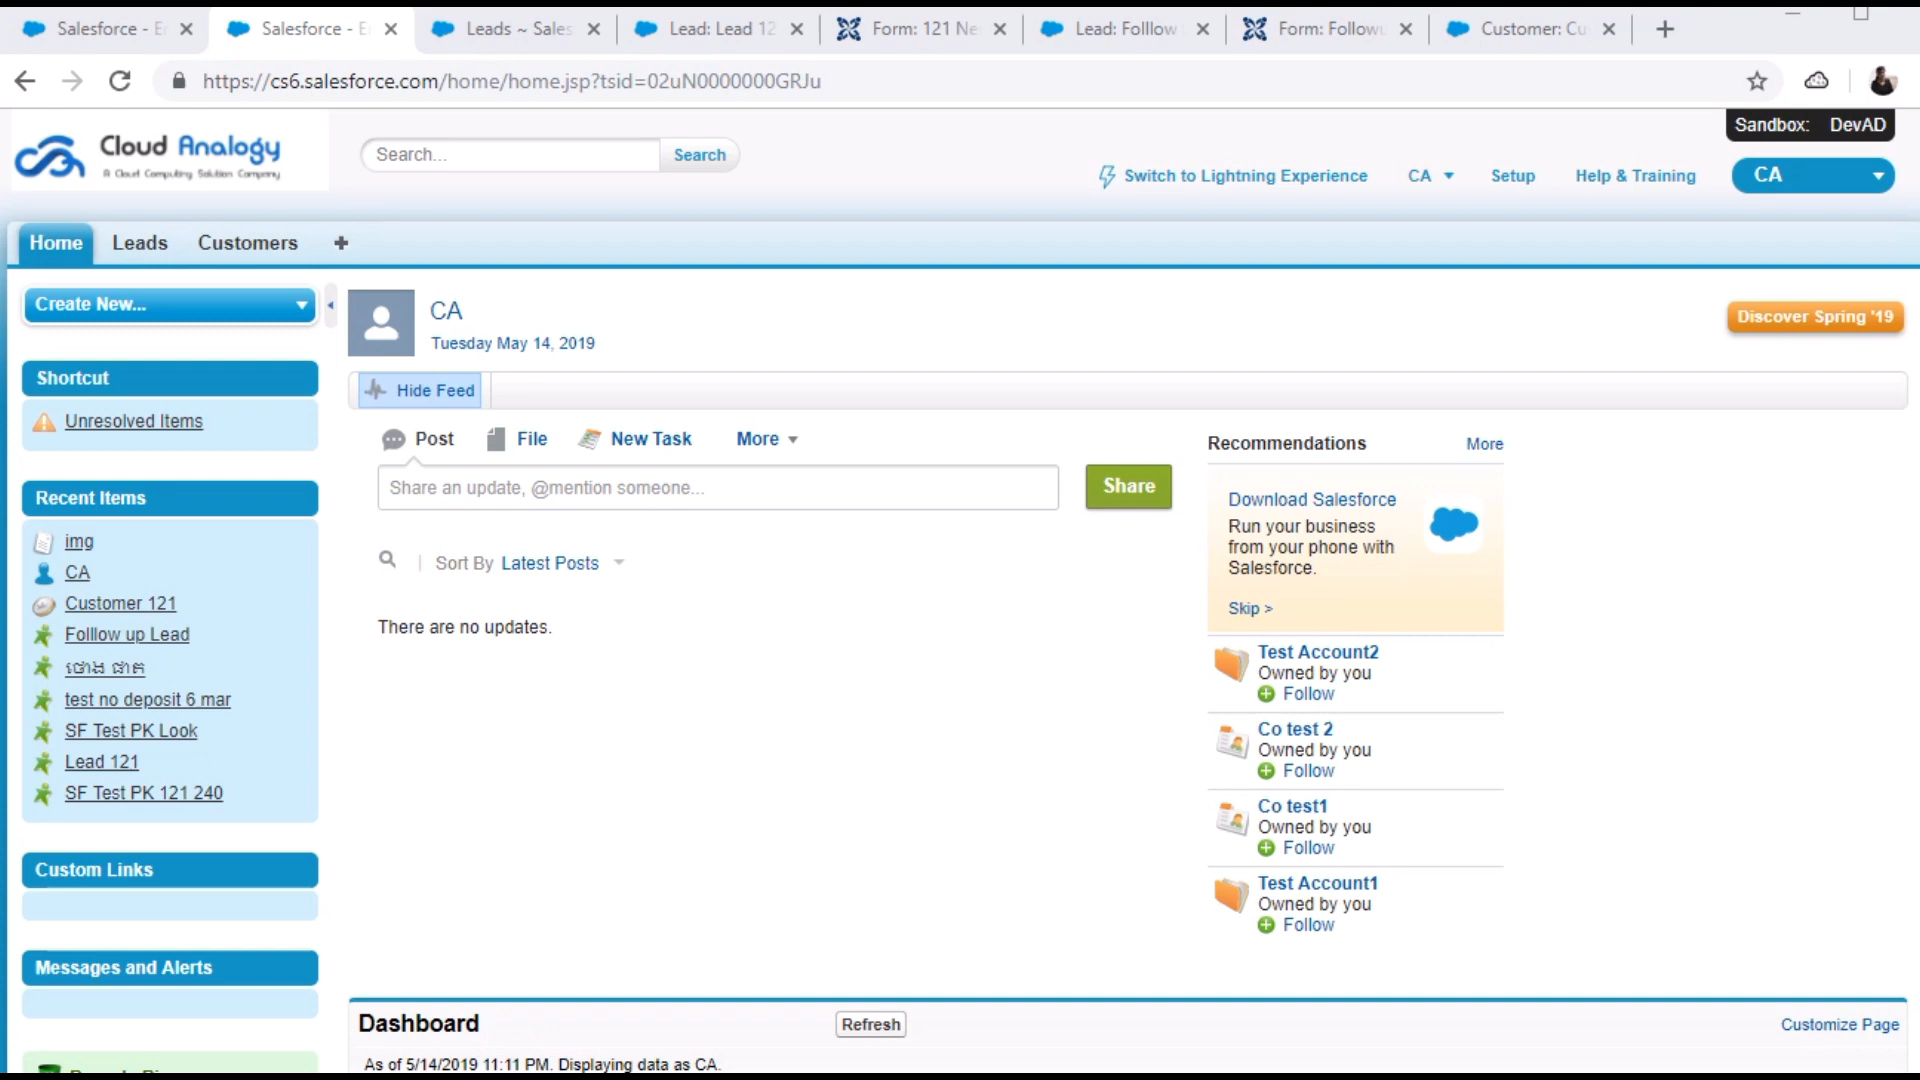 Salesforce - E
Salesforce - E
Leads ~ Sales
Lead: Lead 12
Form: 121 Ne
Lead: Folllow
Form: Follow
Customer: Cu
https://cs6.salesforce.com/home/home.jsp?tsid=02uN0000000GRJu
Sandbox: DevAD
Cloud Analogy
A Cloud Computing Solution Company
Search...
Search
Switch to Lightning Experience
CA
Setup
Help & Training
CA
Home
Leads
Customers
Create New...
CA
Tuesday May 14, 2019
Discover Spring '19
Shortcut
Unresolved Items
Hide Feed
Post
File
New Task
More
Share an update, @mention someone...
Share
Sort By Latest Posts
There are no updates.
Recommendations
More
Download Salesforce
Run your business
from your phone with
Salesforce.
Skip >
Test Account2
Owned by you
Follow
Co test 2
Owned by you
Follow
Co test1
Owned by you
Follow
Test Account1
Owned by you
Follow
Recent Items
img
CA
Customer 121
Folllow up Lead
test no deposit 6 mar
SF Test PK Look
Lead 121
SF Test PK 121 240
Custom Links
Messages and Alerts
Dashboard
Refresh
Customize Page
As of 5/14/2019 11:11 PM. Displaying data as CA.